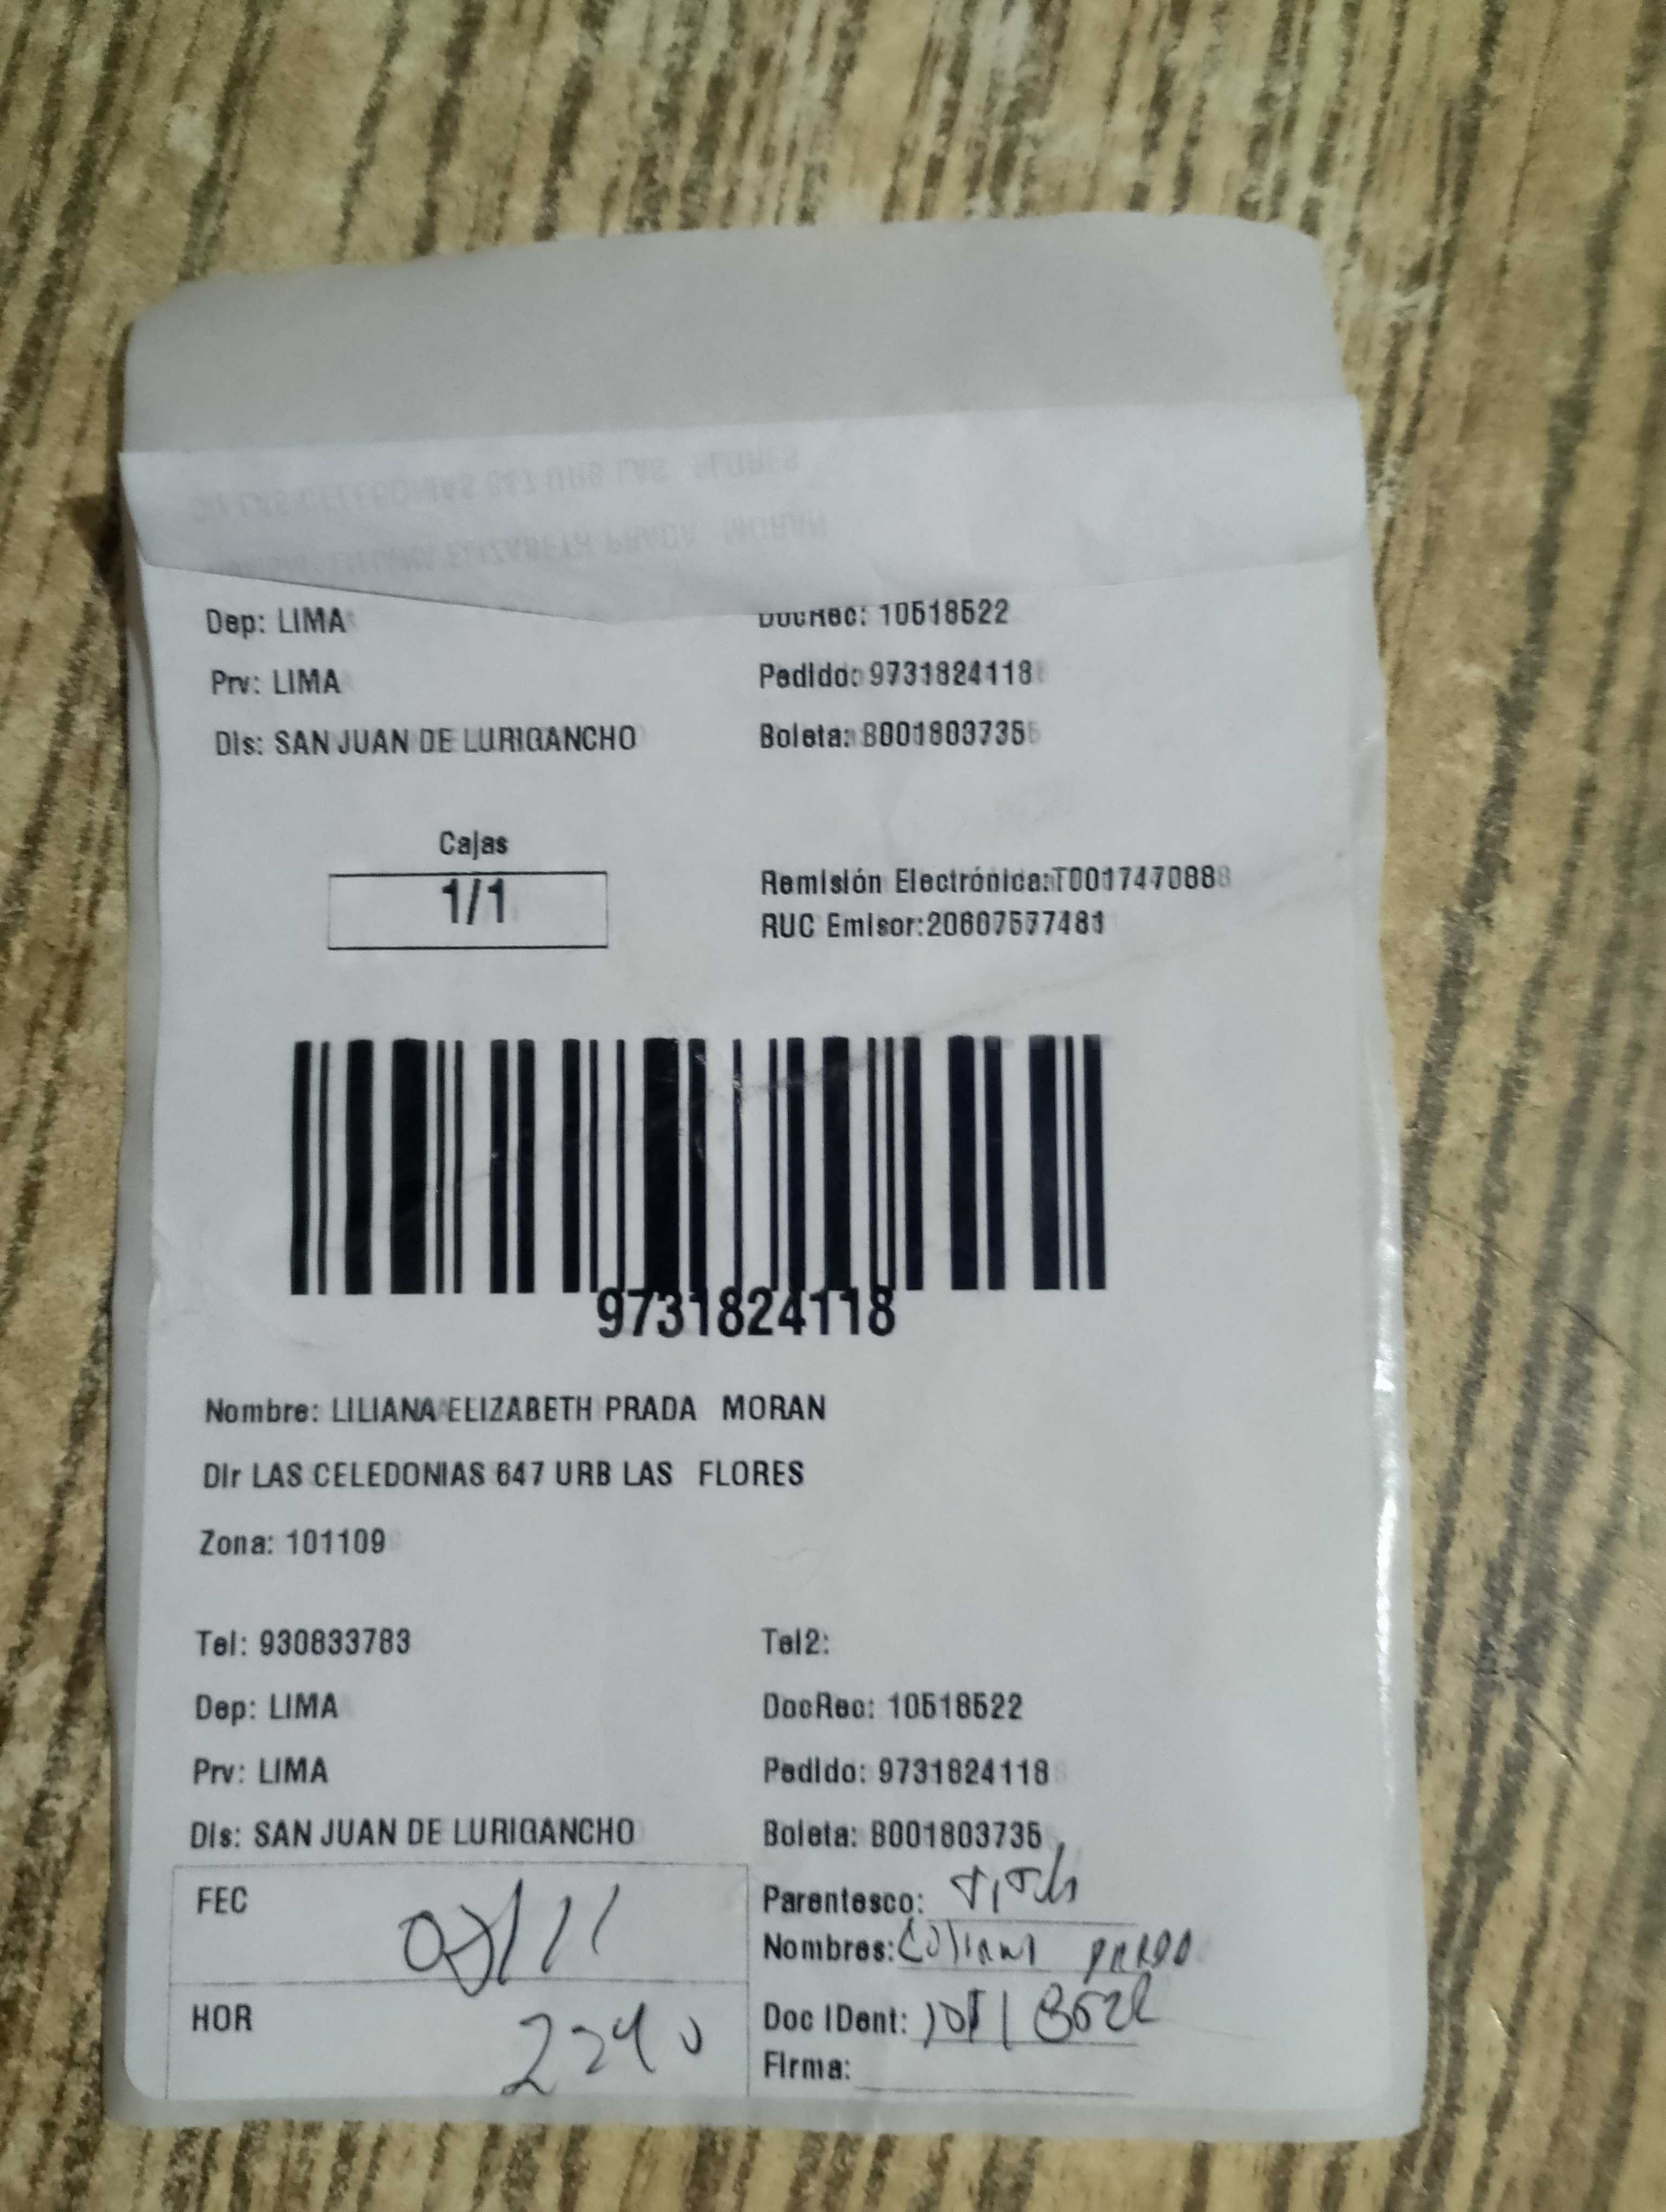 Dep: LIMA
DocRec: 10518522
Prv: LIMA
Pedido: 9731824118
Dis: SAN JUAN DE LURIGANCHO
Boleta: B001803735
Cajas
1/1
Remisión Electrónica:T001747088
RUC Emisor:20607577481
9731824118
Nombre: LILIANA ELIZABETH PRADA MORAN
Dir LAS CELEDONIAS 647 URB LAS FLORES
Zona: 101109
Tel: 930833783
Tel2:
Dep: LIMA
DocRec: 10518522
Prv: LIMA
Pedido: 9731824118
Dis: SAN JUAN DE LURIGANCHO
Boleta: B001803735
FEC
Parentesco:
Nombres:
HOR
Doc IDent:
Firma: